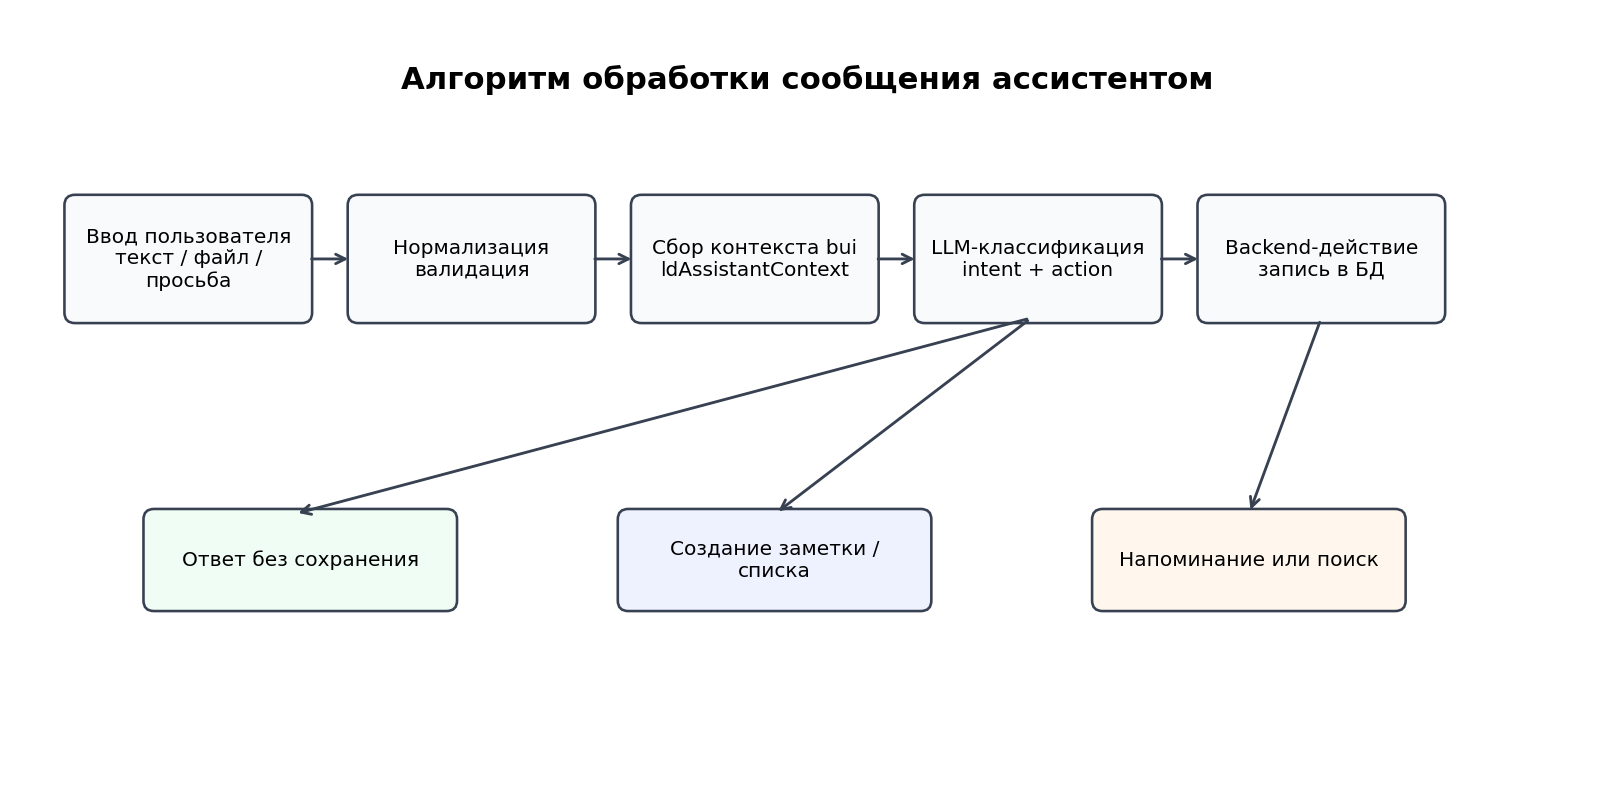 Алгоритм обработки сообщения ассистентом
Ввод пользователя
текст / файл /
просьба
Нормализация
валидация
Сбор контекста bui
ldAssistantContext
LLM-классификация
intent + action
Backend-действие
запись в БД
Ответ без сохранения
Создание заметки /
списка
Напоминание или поиск